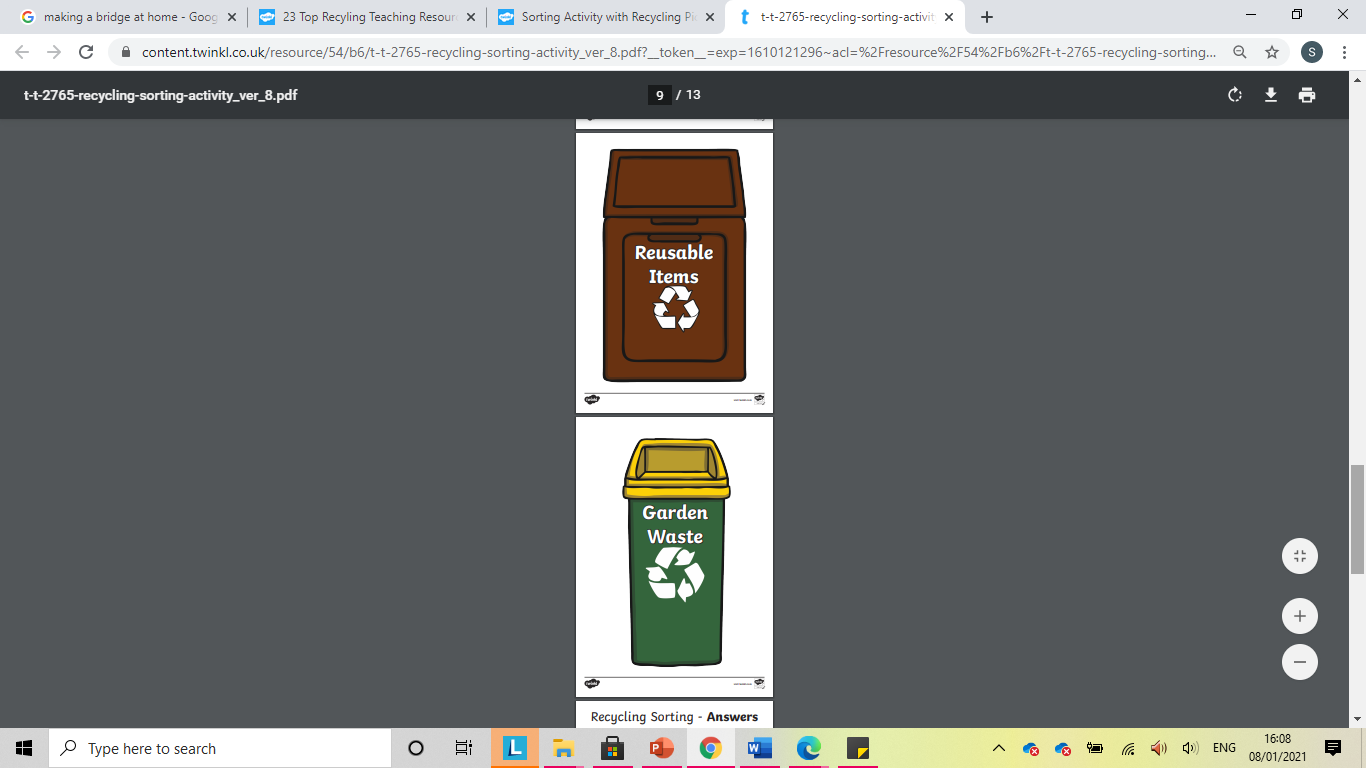 making a bridge at home - Goog
23 Top Recyling Teaching Resour
Sorting Activity with Recycling Pi
t-t-2765-recycling-sorting-activit
content.twinkl.co.uk/resource/54/b6/t-t-2765-recycling-sorting-activity_ver_8.pdf?__token__=exp=1610121296~acl=%2Fresource%2F54%2Fb6%2Ft-t-2765-recycling-sorting...
S
t-t-2765-recycling-sorting-activity_ver_8.pdf
9 / 13
Reusable
Items
Garden
Waste
Recycling Sorting - Answers
Type here to search
ENG
16:08
08/01/2021